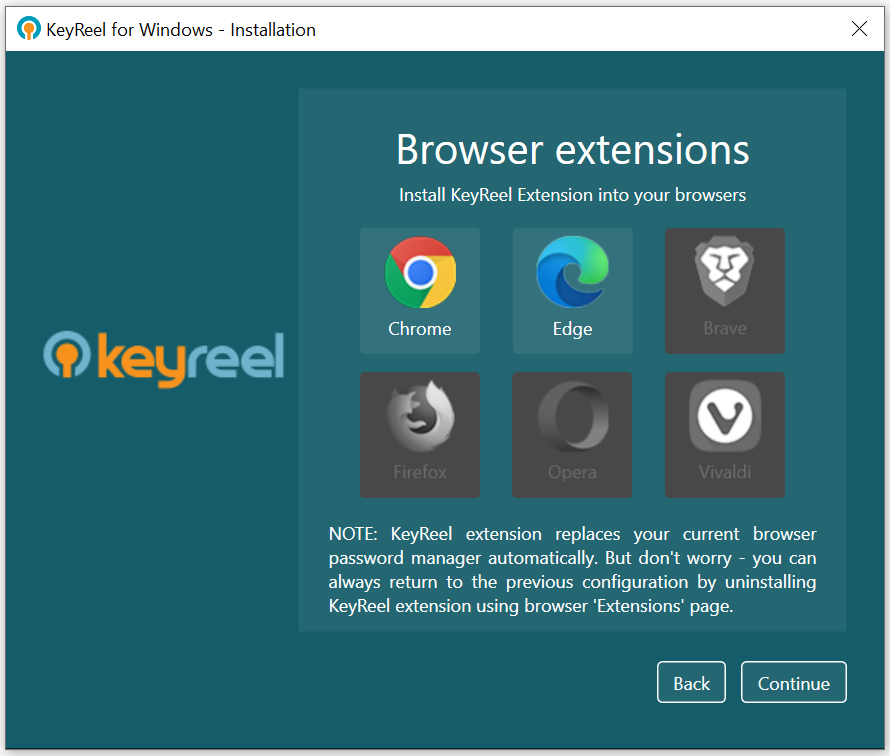 KeyReel for Windows - Installation
Browser extensions
Install KeyReel Extension into your browsers
Chrome
Edge
Brave
keyreel
Firefox
Opera
Vivaldi
NOTE: KeyReel extension replaces your current browser
password manager automatically. But don't worry - you can
always return to the previous configuration by uninstalling
KeyReel extension using browser 'Extensions' page.
Back
Continue